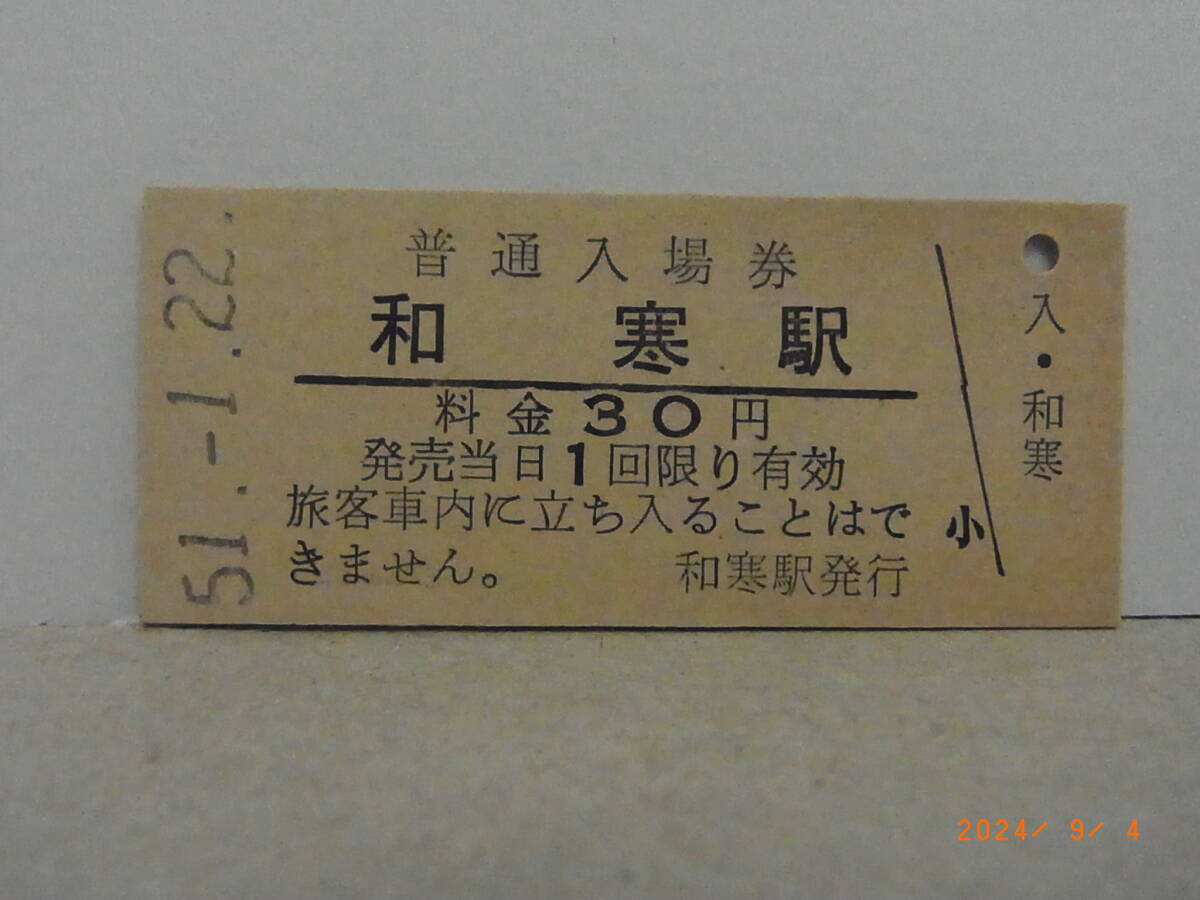 51.-1.22.
普通入場券
和寒駅
料金30円
発売当日1回限り有効
旅客車内に立ち入ることはで
きません。 和寒駅発行
小
入・和寒
2024/ 9/ 4